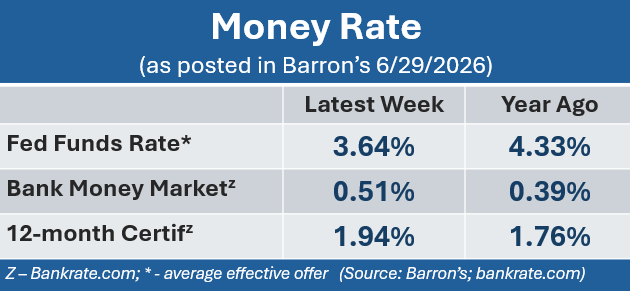 Money Rate
(as posted in Barron’s 6/29/2026)
Latest Week Year Ago
Fed Funds Rate* 3.64% 4.33%
Bank Money Marketᶻ 0.51% 0.39%
12-month Certifᶻ 1.94% 1.76%
Z – Bankrate.com; * - average effective offer (Source: Barron’s; bankrate.com)